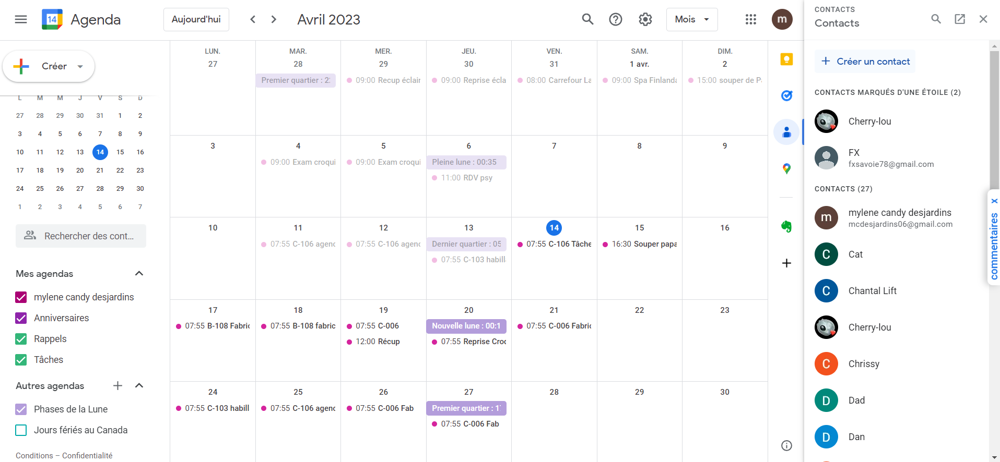 14 Agenda
Aujourd'hui
Avril 2023
Mois
m
Créer
L M M J V S D
27 28 29 30 31 1 2
3 4 5 6 7 8 9
10 11 12 13 14 15 16
17 18 19 20 21 22 23
24 25 26 27 28 29 30
1 2 3 4 5 6 7
Rechercher des cont...
Mes agendas
mylene candy desjardins
Anniversaires
Rappels
Tâches
Autres agendas
Phases de la Lune
Jours fériés au Canada
Conditions – Confidentialité
LUN. MAR. MER. JEU. VEN. SAM. DIM.
27 28 29 30 31 1 avr. 2
Premier quartier : 2
09:00 Recup éclair
09:00 Reprise écla
08:00 Carrefour La
09:00 Spa Finlanda
15:00 souper de P
3 4 5 6 7 8 9
09:00 Exam croqui
09:00 Exam croqui
Pleine lune : 00:35
11:00 RDV psy
10 11 12 13 14 15 16
07:55 C-106 agenc
07:55 C-106 agenc
Dernier quartier : 05
07:55 C-103 habill
07:55 C-106 Tâche
16:30 Souper papa
17 18 19 20 21 22 23
07:55 B-108 Fabric
07:55 B-108 fabric
07:55 C-006
12:00 Récup
Nouvelle lune : 00:1
07:55 Reprise Croc
07:55 C-006 Fabric
24 25 26 27 28 29 30
07:55 C-103 habill
07:55 C-106 agenc
07:55 C-006 Fab
Premier quartier : 1
07:55 C-006 Fab
CONTACTS
Contacts
Créer un contact
CONTACTS MARQUÉS D'UNE ÉTOILE (2)
Cherry-lou
FX
fxsavoie78@gmail.com
CONTACTS (27)
m mylene candy desjardins
mcdesjardins06@gmail.com
C Cat
C Chantal Lift
Cherry-lou
C Chrissy
D Dad
D Dan
commentaires x